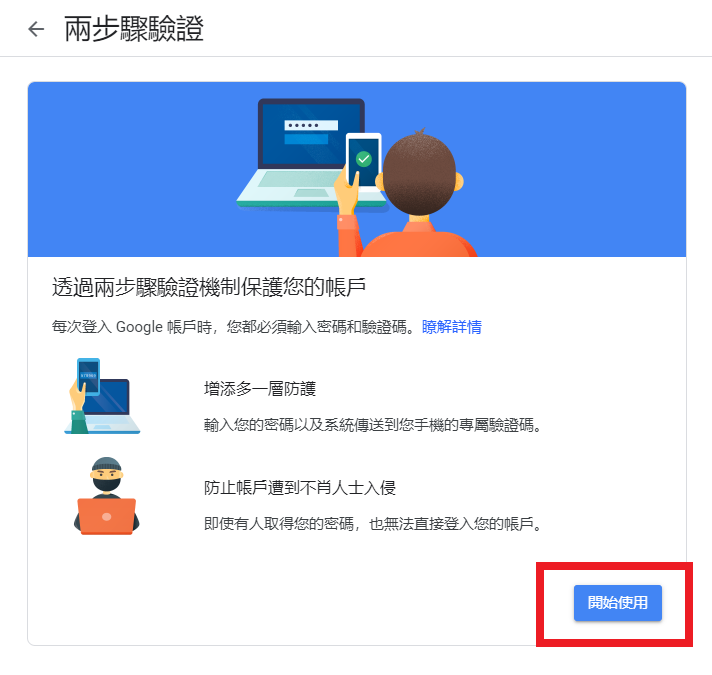 兩步驟驗證
透過兩步驟驗證機制保護您的帳戶
每次登入 Google 帳戶時，您都必須輸入密碼和驗證碼。瞭解詳情
增添多一層防護
輸入您的密碼以及系統傳送到您手機的專屬驗證碼。
防止帳戶遭到不肖人士入侵
即使有人取得您的密碼，也無法直接登入您的帳戶。
開始使用